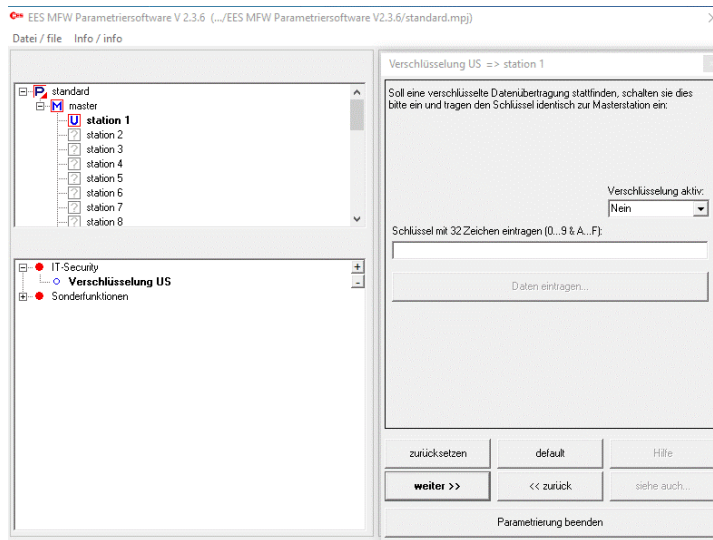 EES MFW Parametriersoftware V 2.3.6 (.../EES MFW Parametriersoftware V2.3.6/standard.mpj)
Datei / file Info / info
standard
master
station 1
station 2
station 3
station 4
station 5
station 6
station 7
station 8
IT-Security
Verschlüsselung US
Sonderfunktionen
Verschlüsselung US => station 1
Soll eine verschlüsselte Datenübertragung stattfinden, schalten sie dies
bitte ein und tragen den Schlüssel identisch zur Masterstation ein:
Verschlüsselung aktiv:
Nein
Schlüssel mit 32 Zeichen eintragen (0...9 & A...F):
Daten eintragen...
zurücksetzen default Hilfe
weiter >> << zurück siehe auch...
Parametrierung beenden